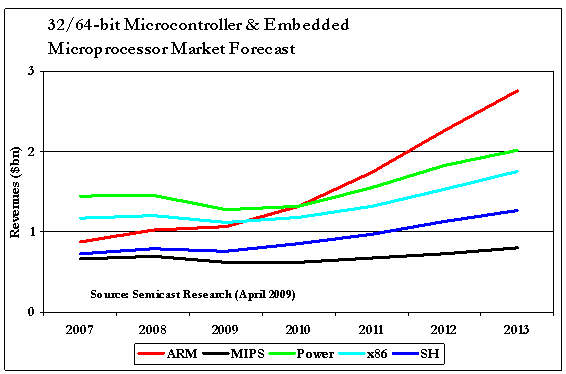 32/64-bit Microcontroller & Embedded
Microprocessor Market Forecast
3
2
1
0
Revenues ($bn)
Source: Semicast Research (April 2009)
2007 2008 2009 2010 2011 2012 2013
ARM MIPS Power x86 SH